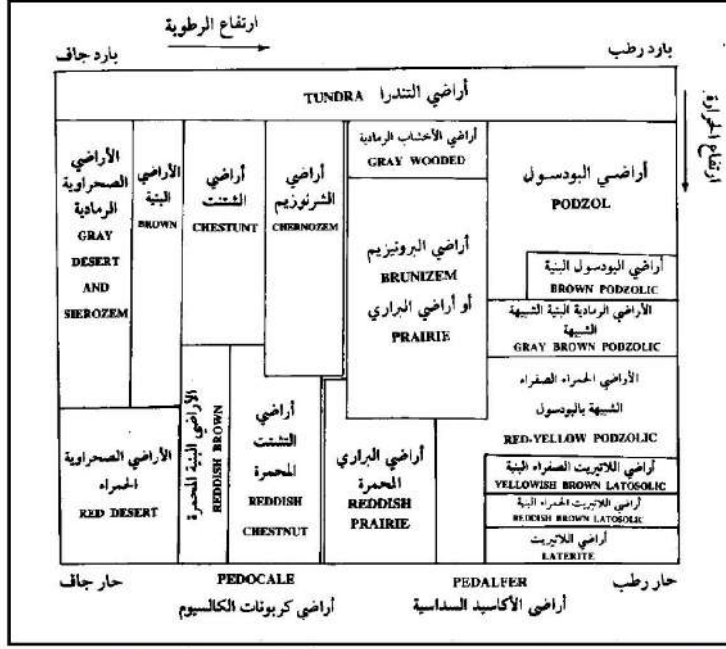 ارتفاع الرطوبة
بارد جاف
بارد رطب
ارتفاع الحرارة
أراضي التندرا TUNDRA
الأراضي
الصحراوية
الرمادية
GRAY
DESERT
AND
SIEROZEM
الأراضي
البنية
BROWN
أراضي
الشتنت
CHESTUNT
أراضي
الشرنوزيم
CHERNOZEM
أراضي الأخشاب الرمادية
GRAY WOODED
أراضي البودسول
PODZOL
أراضي البرونيزيم
BRUNIZEM
أو أراضي البراري
PRAIRIE
أراضي البودسول البنية
BROWN PODZOLIC
الأراضي الرمادية البنية الشبيهة
الشبيهة
GRAY BROWN PODZOLIC
الأراضي الحمراء الصفراء
الشبيهة بالبودسول
RED-YELLOW PODZOLIC
الأراضي الصحراوية
الحمراء
RED DESERT
الأراضي البنية المحمرة
REDDISH BROWN
أراضي
التشتنت
المحمرة
REDDISH
CHESTNUT
أراضي البراري
المحمرة
REDDISH
PRAIRIE
أراضي اللاتيريت الصفراء البنية
YELLOWISH BROWN LATOSOLIC
أراضي اللاتيريت الحمراء البنية
REDDISH BROWN LATOSOLIC
أراضي اللاتيريت
LATERITE
حار جاف
PEDOCALE
أراضي كربونات الكالسيوم
PEDALFER
أراضي الأكاسيد السداسية
حار رطب